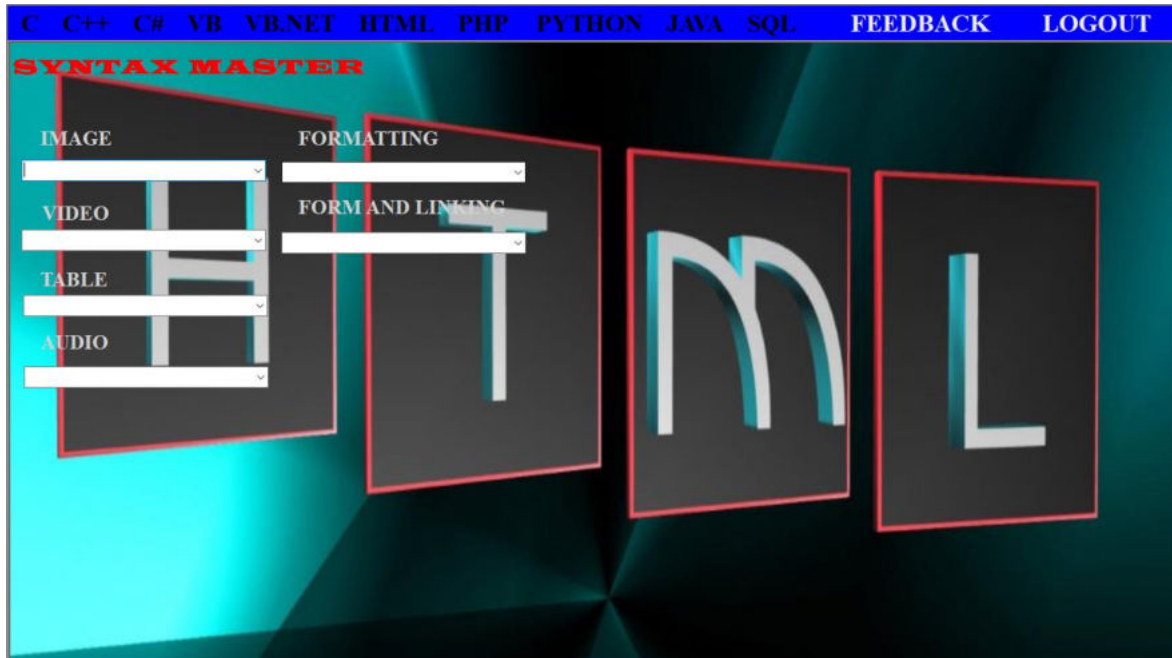 C C++ C# VB VB.NET HTML PHP PYTHON JAVA SQL FEEDBACK LOGOUT
SYNTAX MASTER
IMAGE FORMATTING
VIDEO FORM AND LINKING
TABLE
AUDIO
H T m L